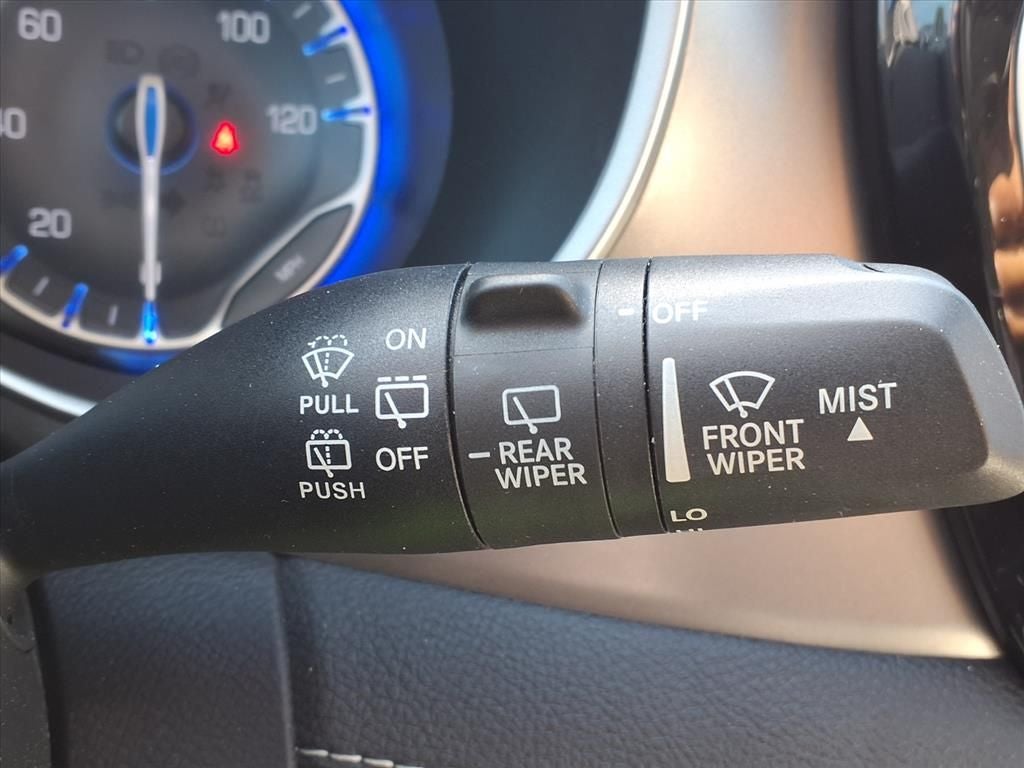 60
100
40
120
20
MPH
PULL
PUSH
ON
OFF
REAR
WIPER
OFF
FRONT
WIPER
MIST
LO